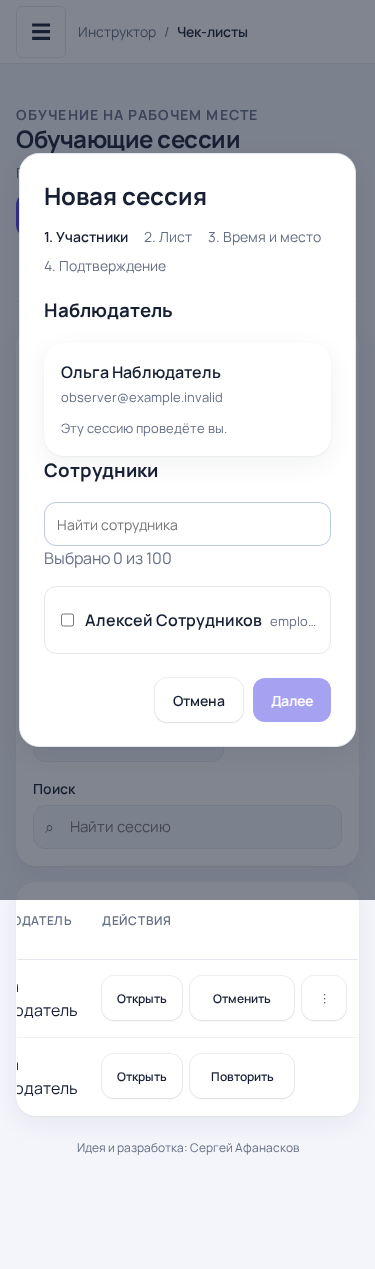 Инструктор / Чек-листы
ОБУЧЕНИЕ НА РАБОЧЕМ МЕСТЕ
Обучающие сессии
Новая сессия
1. Участники 2. Лист 3. Время и место
4. Подтверждение
Наблюдатель
Ольга Наблюдатель
observer@example.invalid
Эту сессию проведёте вы.
Сотрудники
Найти сотрудника
Выбрано 0 из 100
Алексей Сотрудников emplo...
Отмена Далее
Поиск
Найти сессию
ДЕЙСТВИЯ
Открыть Отменить
Открыть Повторить
Идея и разработка: Сергей Афанасков